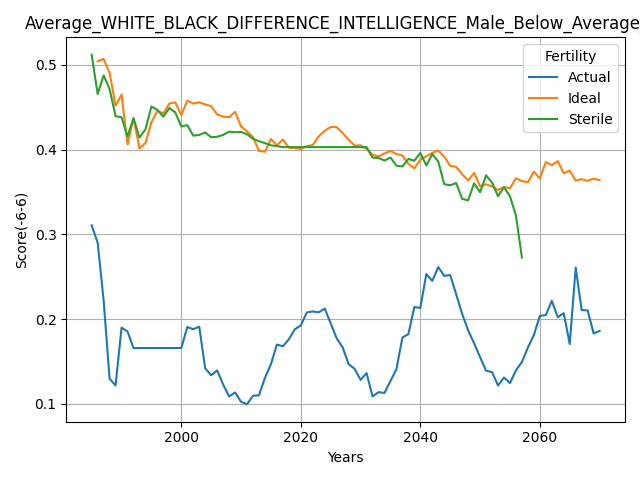 Average_WHITE_BLACK_DIFFERENCE_INTELLIGENCE_Male_Below_Average
Fertility
Actual
Ideal
Sterile
Score(-6-6)
0.5
0.4
0.3
0.2
0.1
2000
2020
2040
2060
Years